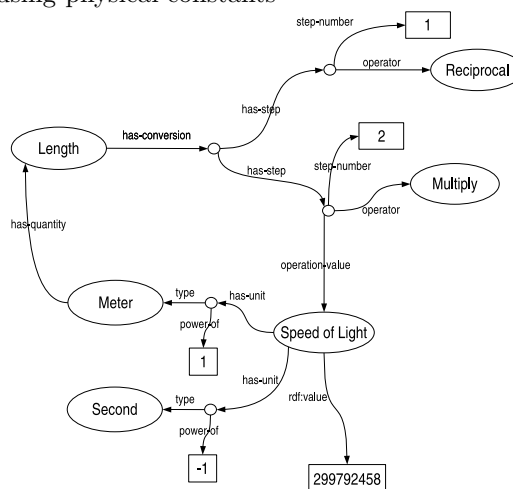 using physical constants
step-number
1
operator
Reciprocal
has-step
has-conversion
Length
2
step-number
has-step
Multiply
operator
has-quantity
operation-value
type
has-unit
Meter
power-of
Speed of Light
1
has-unit
type
Second
rdf:value
power-of
-1
299792458